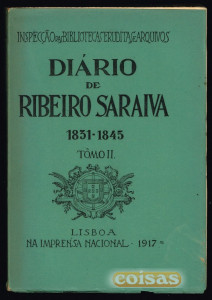 INSPECÇÃO DAS BIBLIOTECAS ERUDITAS E ARQUIVOS
DIÁRIO
DE
RIBEIRO SARAIVA
1831-1845
TÔMO II
LISBOA
NA IMPRENSA NACIONAL · 1917
coisas